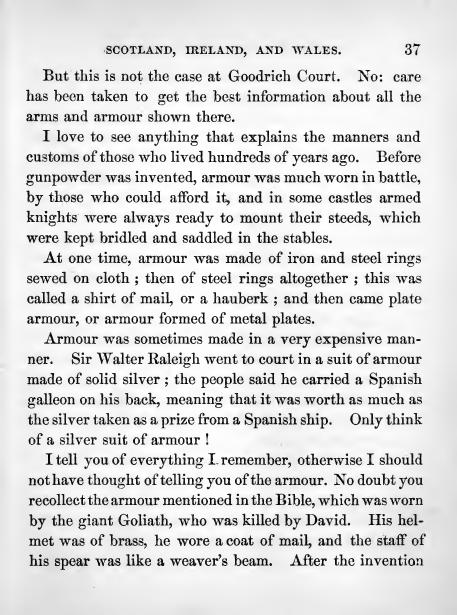 SCOTLAND, IRELAND, AND WALES. 37
But this is not the case at Goodrich Court. No: care
has been taken to get the best information about all the
arms and armour shown there.
I love to see anything that explains the manners and
customs of those who lived hundreds of years ago. Before
gunpowder was invented, armour was much worn in battle,
by those who could afford it, and in some castles armed
knights were always ready to mount their steeds, which
were kept bridled and saddled in the stables.
At one time, armour was made of iron and steel rings
sewed on cloth ; then of steel rings altogether ; this was
called a shirt of mail, or a hauberk ; and then came plate
armour, or armour formed of metal plates.
Armour was sometimes made in a very expensive man-
ner. Sir Walter Raleigh went to court in a suit of armour
made of solid silver ; the people said he carried a Spanish
galleon on his back, meaning that it was worth as much as
the silver taken as a prize from a Spanish ship. Only think
of a silver suit of armour !
I tell you of everything I remember, otherwise I should
not have thought of telling you of the armour. No doubt you
recollect the armour mentioned in the Bible, which was worn
by the giant Goliath, who was killed by David. His hel-
met was of brass, he wore a coat of mail, and the staff of
his spear was like a weaver's beam. After the invention